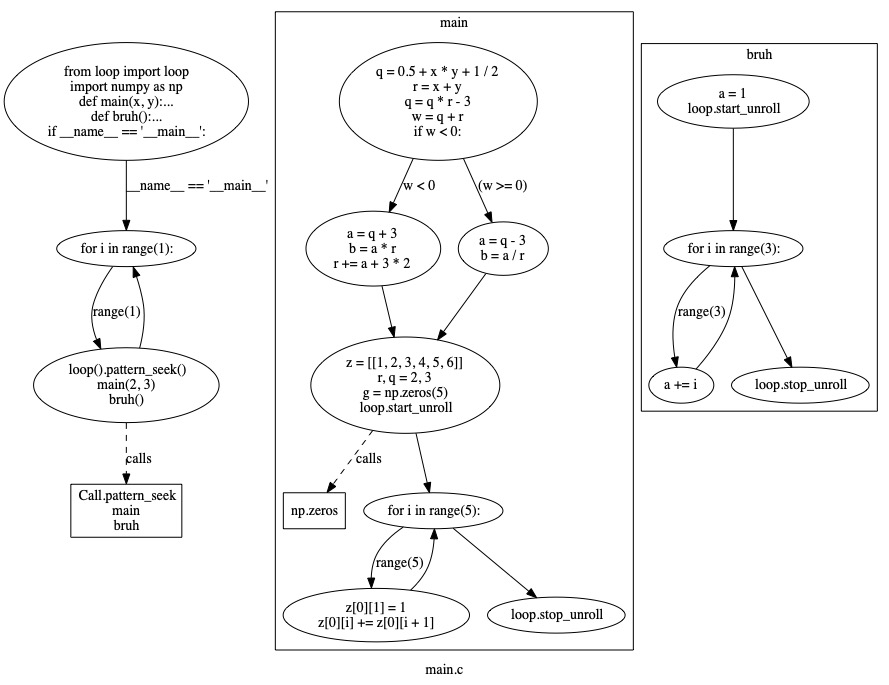 from loop import loop
import numpy as np
def main(x, y):...
def bruh():...
if __name__ == '__main__':
__name__ == '__main__'
for i in range(1):
range(1)
loop().pattern_seek()
main(2, 3)
bruh()
calls
Call.pattern_seek
main
bruh
main
q = 0.5 + x * y + 1 / 2
r = x + y
q = q * r - 3
w = q + r
if w < 0:
w < 0
(w >= 0)
a = q + 3
b = a * r
r += a + 3 * 2
a = q - 3
b = a / r
z = [[1, 2, 3, 4, 5, 6]]
r, q = 2, 3
g = np.zeros(5)
loop.start_unroll
calls
np.zeros
for i in range(5):
range(5)
z[0][1] = 1
z[0][i] += z[0][i + 1]
loop.stop_unroll
bruh
a = 1
loop.start_unroll
for i in range(3):
range(3)
a += i
loop.stop_unroll
main.c